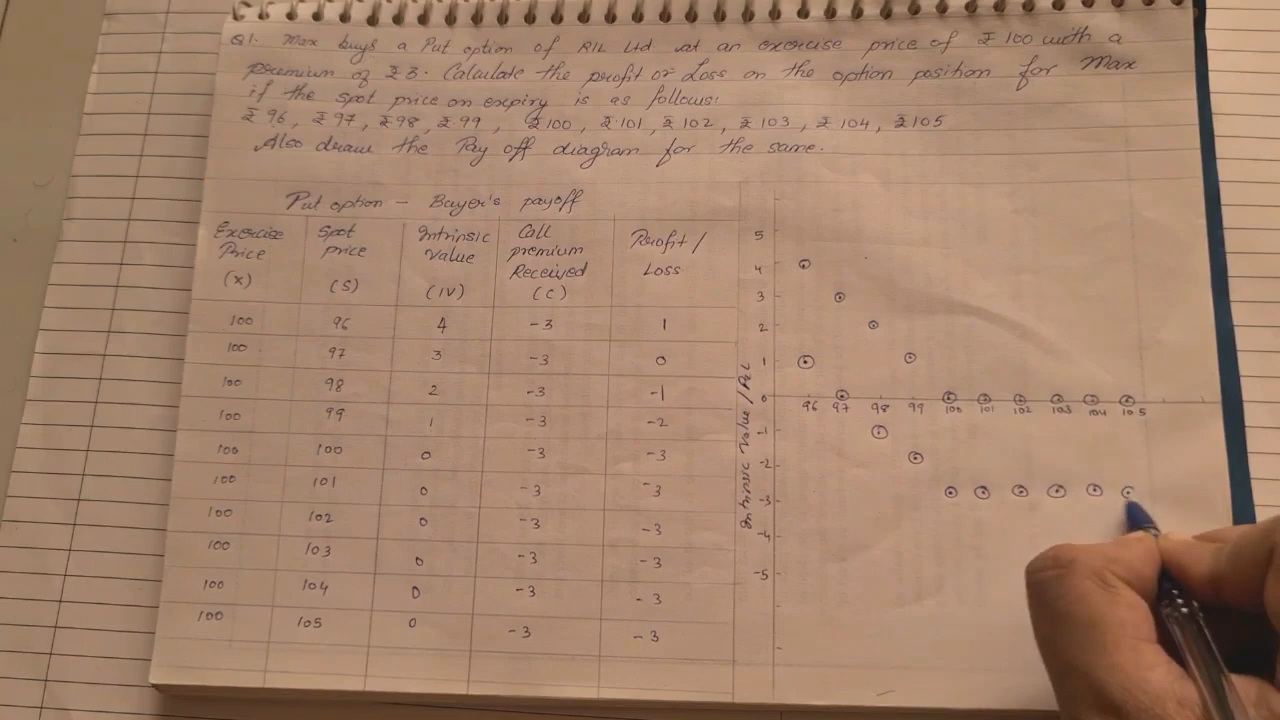 Q1. Max buys a Put option of RIL Ltd at an exercise price of ₹ 100 with a
premium of ₹ 3. Calculate the profit or Loss on the option position for Max
if the spot price on expiry is as follows:
₹ 96, ₹ 97, ₹ 98, ₹ 99, ₹ 100, ₹ 101, ₹ 102, ₹ 103, ₹ 104, ₹ 105
Also draw the Pay off diagram for the same.
Put option - Buyer's payoff
Exercise Price (X) Spot price (S) Intrinsic value (IV) Call premium Received (C) Profit / Loss
100 96 4 -3 1
100 97 3 -3 0
100 98 2 -3 -1
100 99 1 -3 -2
100 100 0 -3 -3
100 101 0 -3 -3
100 102 0 -3 -3
100 103 0 -3 -3
100 104 0 -3 -3
100 105 0 -3 -3
Intrinsic Value / P&L
5
4
3
2
1
0
-1
-2
-3
-4
-5
96 97 98 99 100 101 102 103 104 105